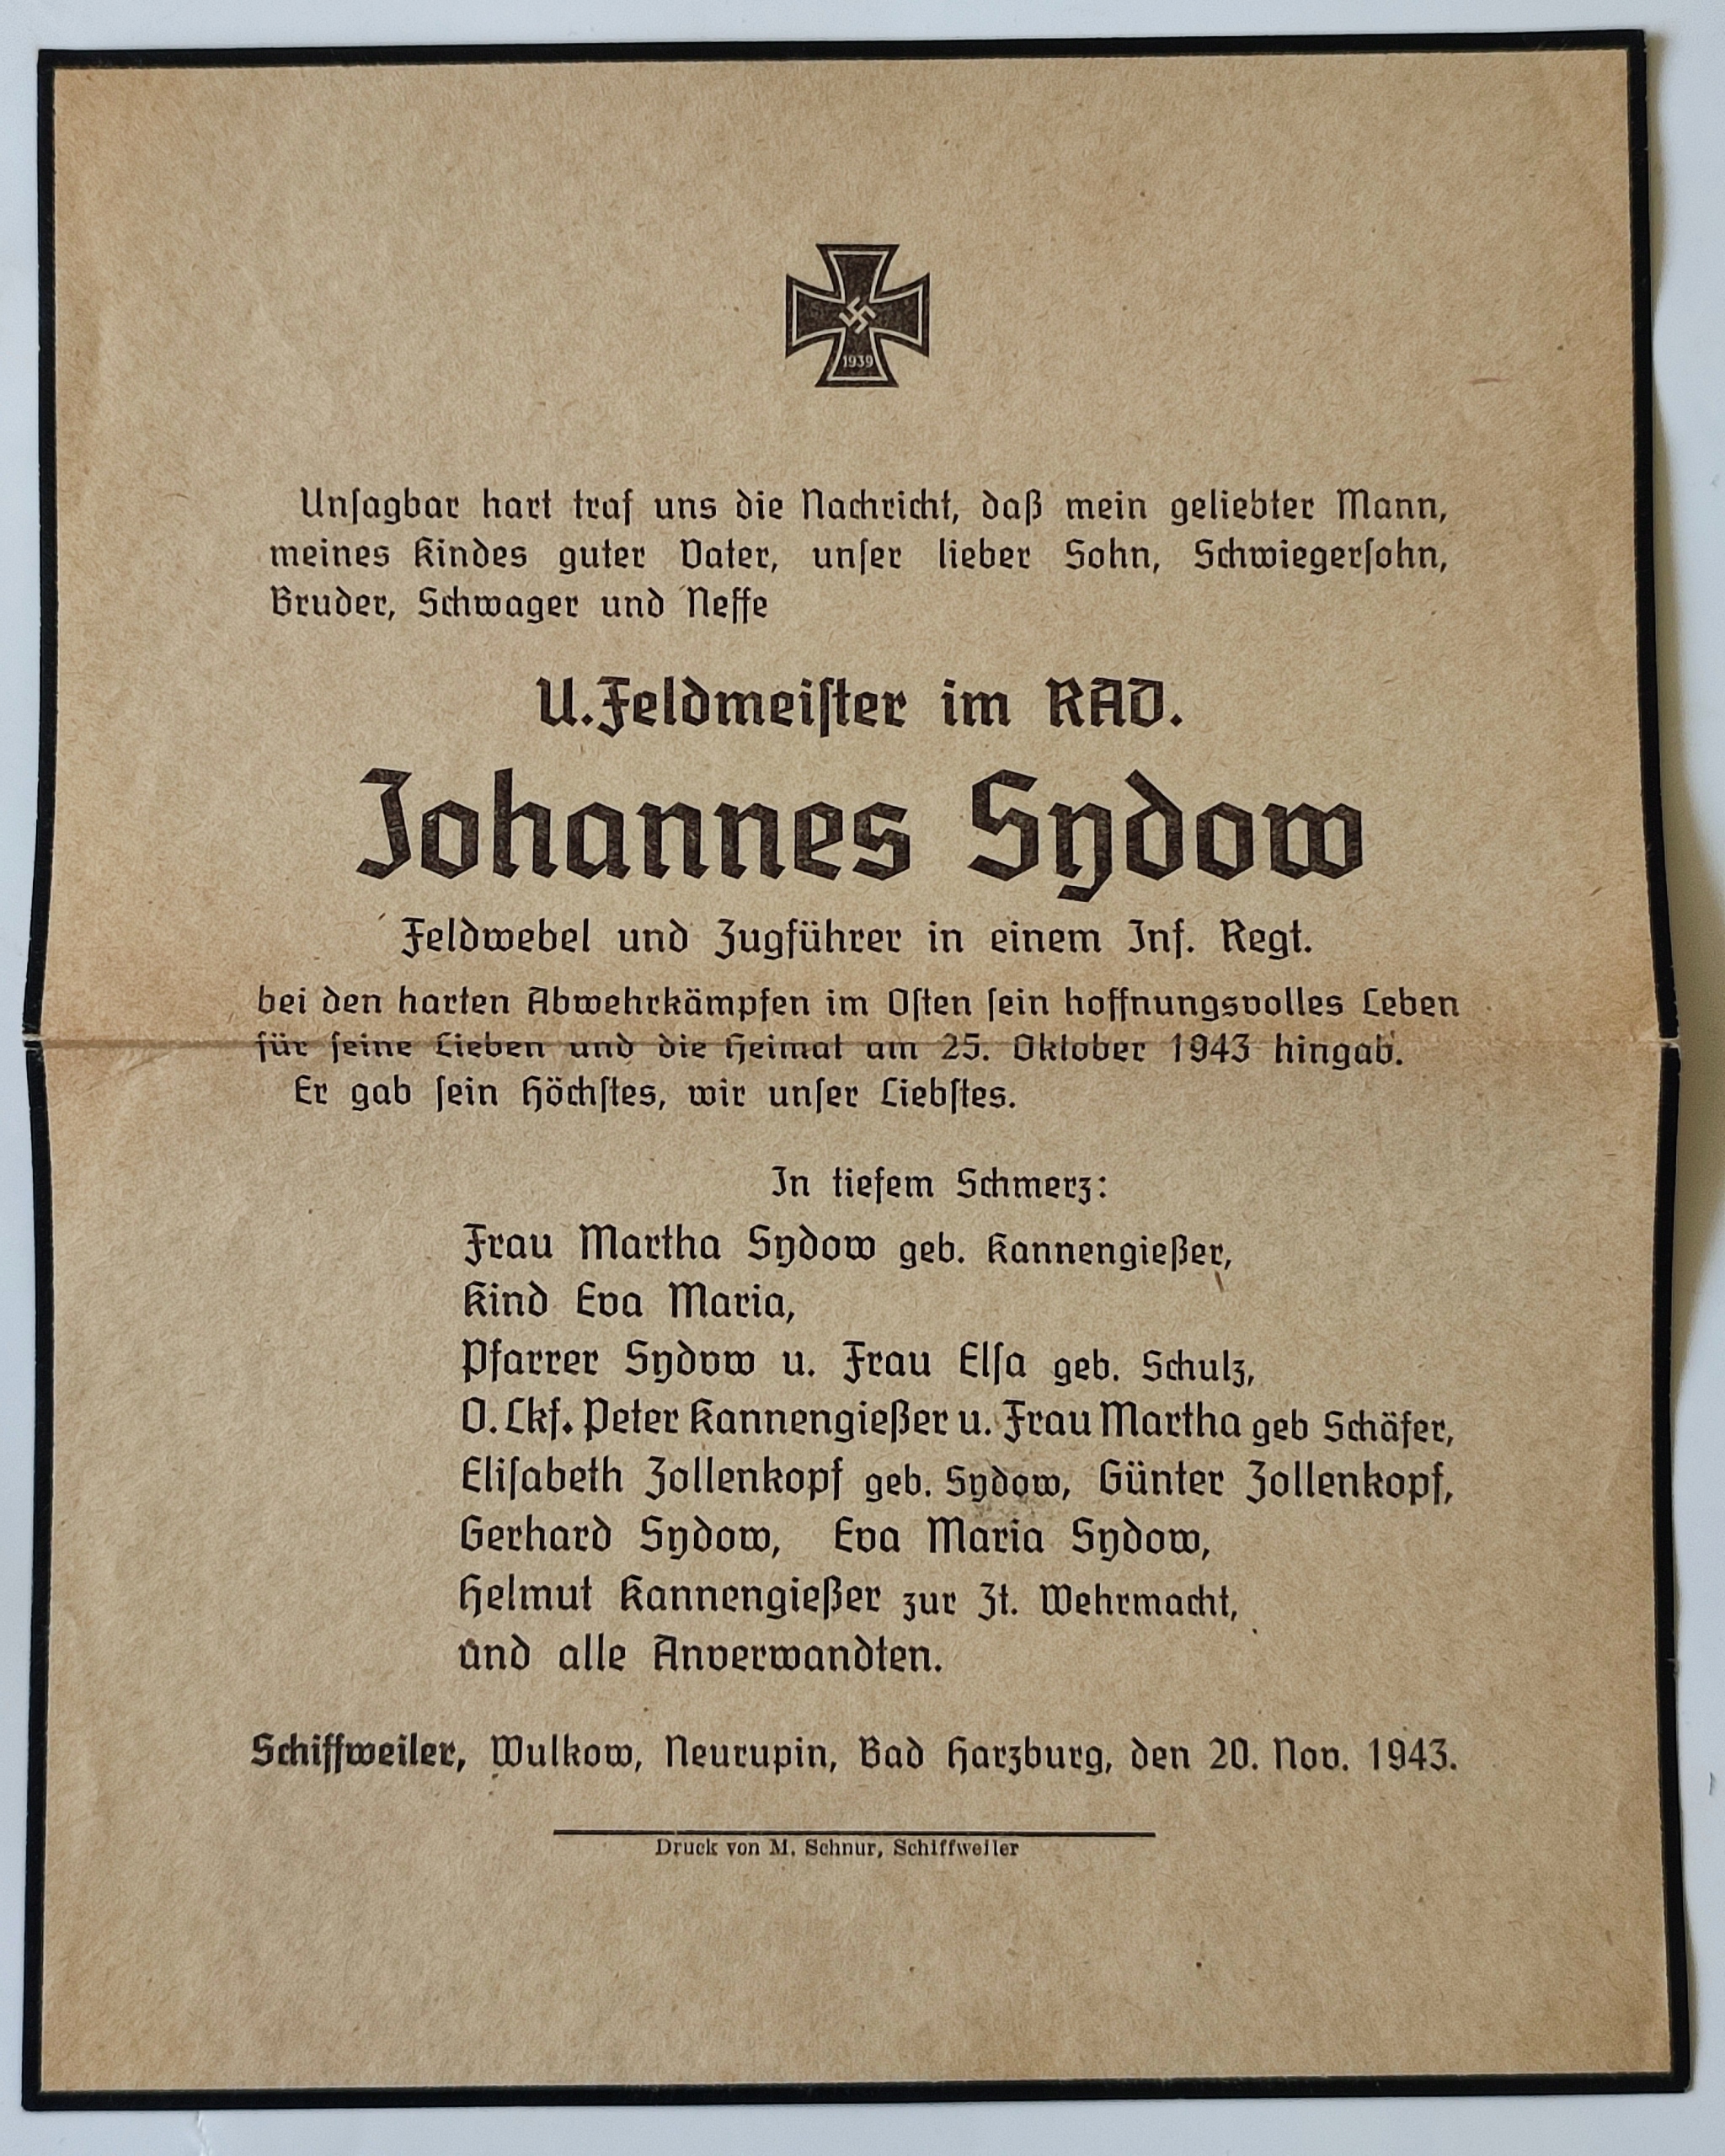 1939
Unsagbar hart traf uns die Nachricht, daß mein geliebter Mann,
meines Kindes guter Vater, unser lieber Sohn, Schwiegersohn,
Bruder, Schwager und Neffe
U.Feldmeister im RAD.
Johannes Sydow
Feldwebel und Zugführer in einem Inf. Regt.
bei den harten Abwehrkämpfen im Osten sein hoffnungsvolles Leben
für seine Lieben und die Heimat am 25. Oktober 1943 hingab.
Er gab sein Höchstes, wir unser Liebstes.
In tiefem Schmerz:
Frau Martha Sydow geb. Kannengießer,
Kind Eva Maria,
Pfarrer Sydow u. Frau Elsa geb. Schulz,
O.Lkf. Peter Kannengießer u. Frau Martha geb Schäfer,
Elisabeth Zollenkopf geb. Sydow, Günter Zollenkopf,
Gerhard Sydow, Eva Maria Sydow,
Helmut Kannengießer zur Zt. Wehrmacht,
und alle Anverwandten.
Schiffweiler, Wulkow, Neurupin, Bad Harzburg, den 20. Nov. 1943.
Druck von M. Schnur, Schiffweiler